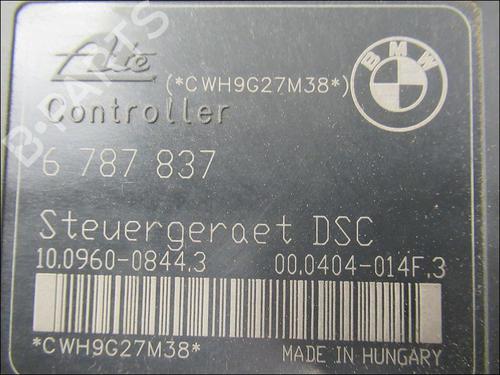 Ate
(*CWH9G27M38*)
BMW
Controller
B-PARTS
6 787 837
Steuergeraet DSC
10.0960-0844.3 00.0404-014F.3
*CWH9G27M38* MADE IN HUNGARY